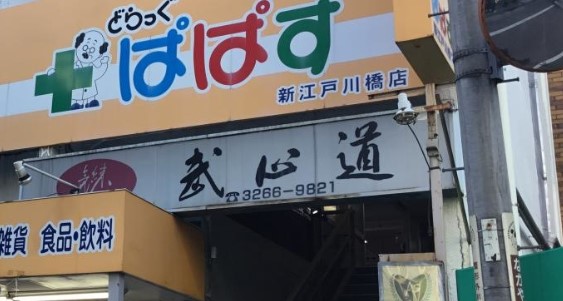 どらっぐ
ぱぱす
新江戸川橋店
武心道
☎3266-9821
雑貨 食品・飲料